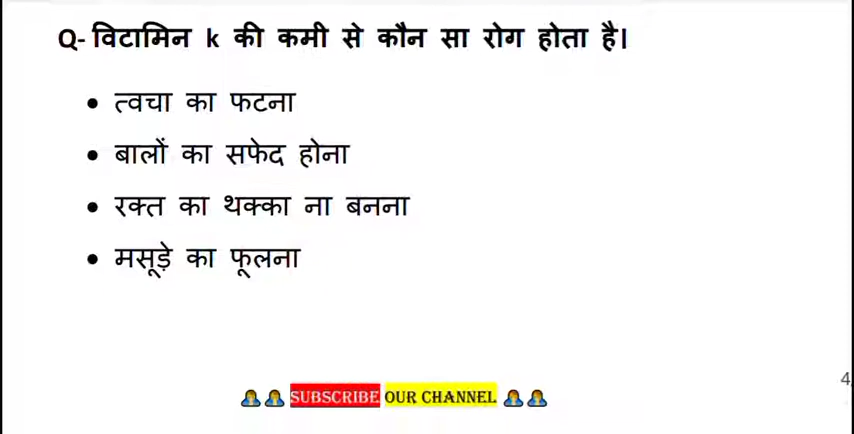 Q- विटामिन k की कमी से कौन सा रोग होता है।
• त्वचा का फटना
• बालों का सफेद होना
• रक्त का थक्का ना बनना
• मसूड़े का फूलना
4
SUBSCRIBE OUR CHANNEL